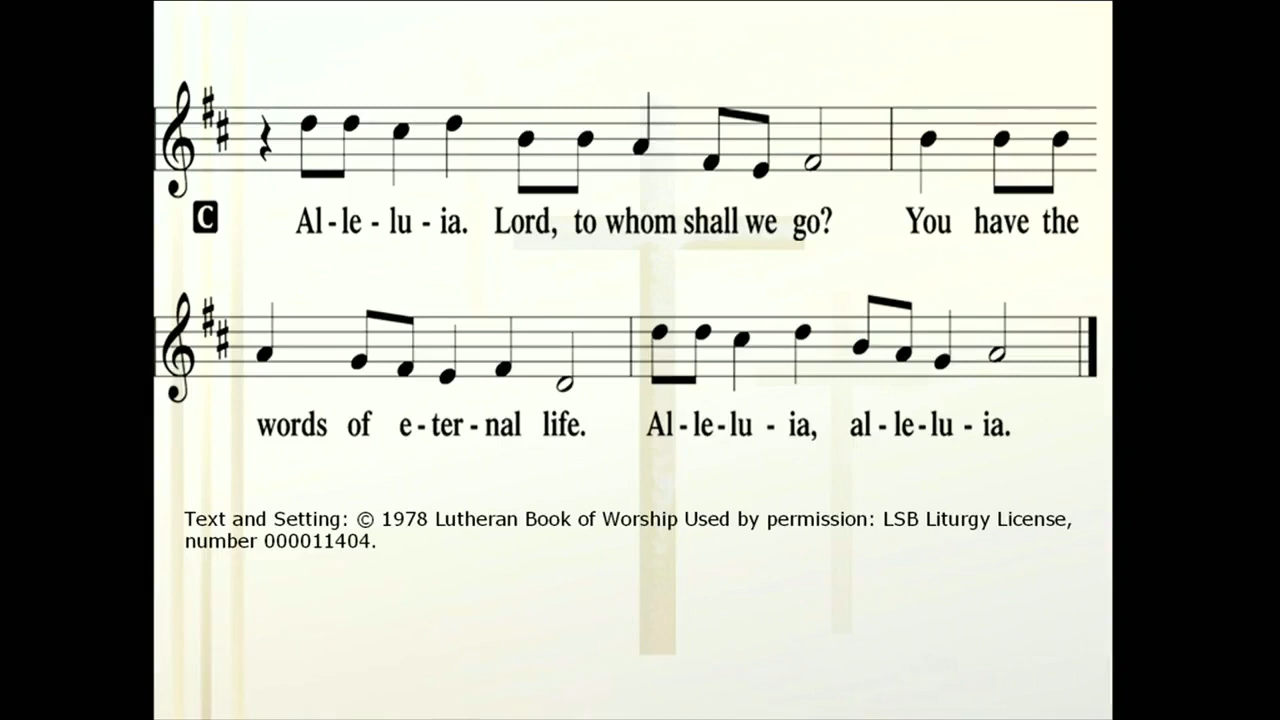 C Al - le - lu - ia. Lord, to whom shall we go? You have the
words of e - ter - nal life. Al - le - lu - ia, al - le - lu - ia.
Text and Setting: © 1978 Lutheran Book of Worship Used by permission: LSB Liturgy License,
number 000011404.